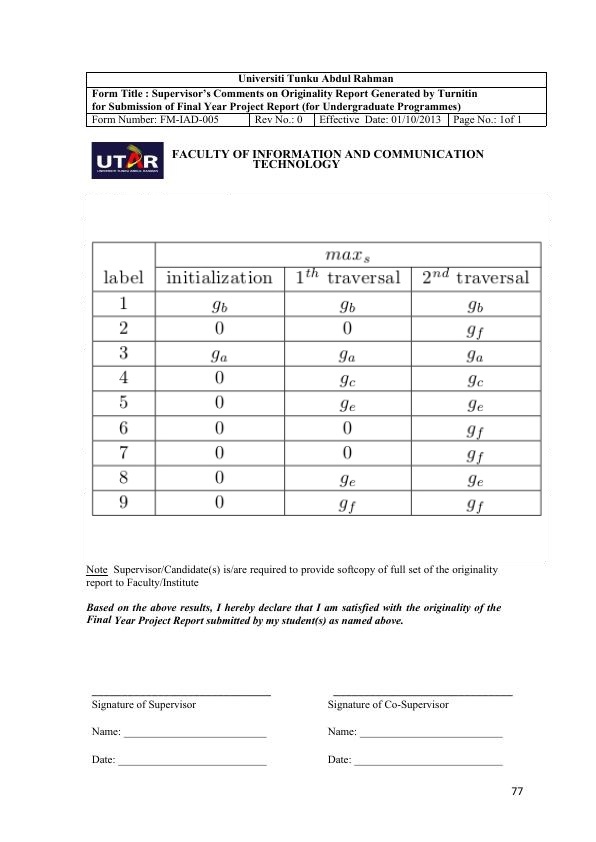 Universiti Tunku Abdul Rahman
Form Title : Supervisor's Comments on Originality Report Generated by Turnitin
for Submission of Final Year Project Report (for Undergraduate Programmes)
Form Number: FM-IAD-005 Rev No.: 0 Effective Date: 01/10/2013 Page No.: 1of 1
UTAR
UNIVERSITI TUNKU ABDUL RAHMAN
FACULTY OF INFORMATION AND COMMUNICATION
TECHNOLOGY
max_s
label initialization 1^th traversal 2^nd traversal
1 g_b g_b g_b
2 0 0 g_f
3 g_a g_a g_a
4 0 g_c g_c
5 0 g_e g_e
6 0 0 g_f
7 0 0 g_f
8 0 g_e g_e
9 0 g_f g_f
Note Supervisor/Candidate(s) is/are required to provide softcopy of full set of the originality
report to Faculty/Institute
Based on the above results, I hereby declare that I am satisfied with the originality of the
Final Year Project Report submitted by my student(s) as named above.
Signature of Supervisor Signature of Co-Supervisor
Name: Name:
Date: Date:
77